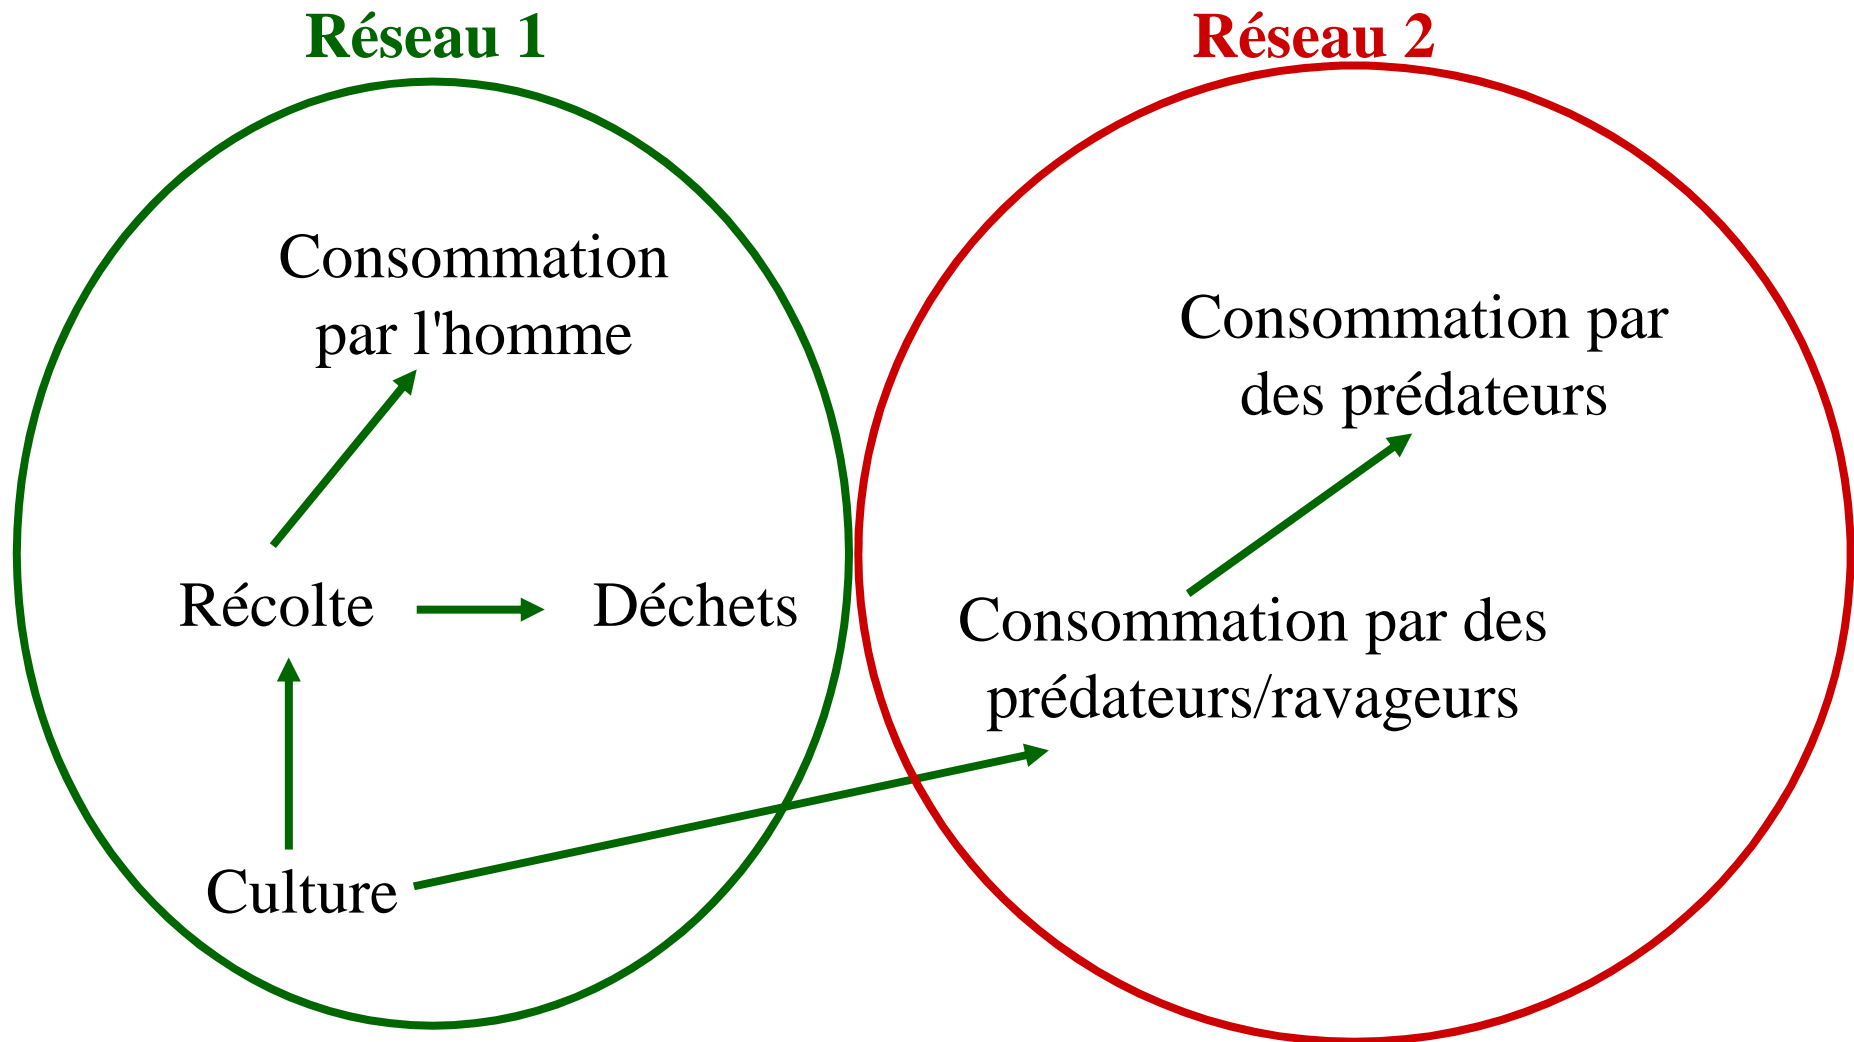 Réseau 1
Consommation
par l'homme
Récolte
Déchets
Culture
Réseau 2
Consommation par
des prédateurs
Consommation par des
prédateurs/ravageurs